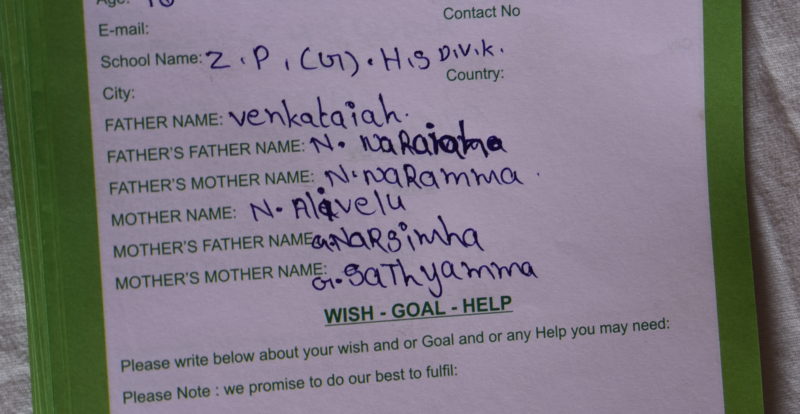 Age:
Contact No
E-mail:
School Name: Z.P.(G).H.S D.V.K.
Country:
City:
FATHER NAME: Venkataiah.
FATHER'S FATHER NAME: N.
FATHER'S MOTHER NAME: N.NaRamma.
MOTHER NAME: N. Alivelu
MOTHER'S FATHER NAME: G.NaRsimha
MOTHER'S MOTHER NAME: G.SaThyamma
WISH - GOAL - HELP
Please write below about your wish and or Goal and or any Help you may need:
Please Note : we promise to do our best to fulfil: